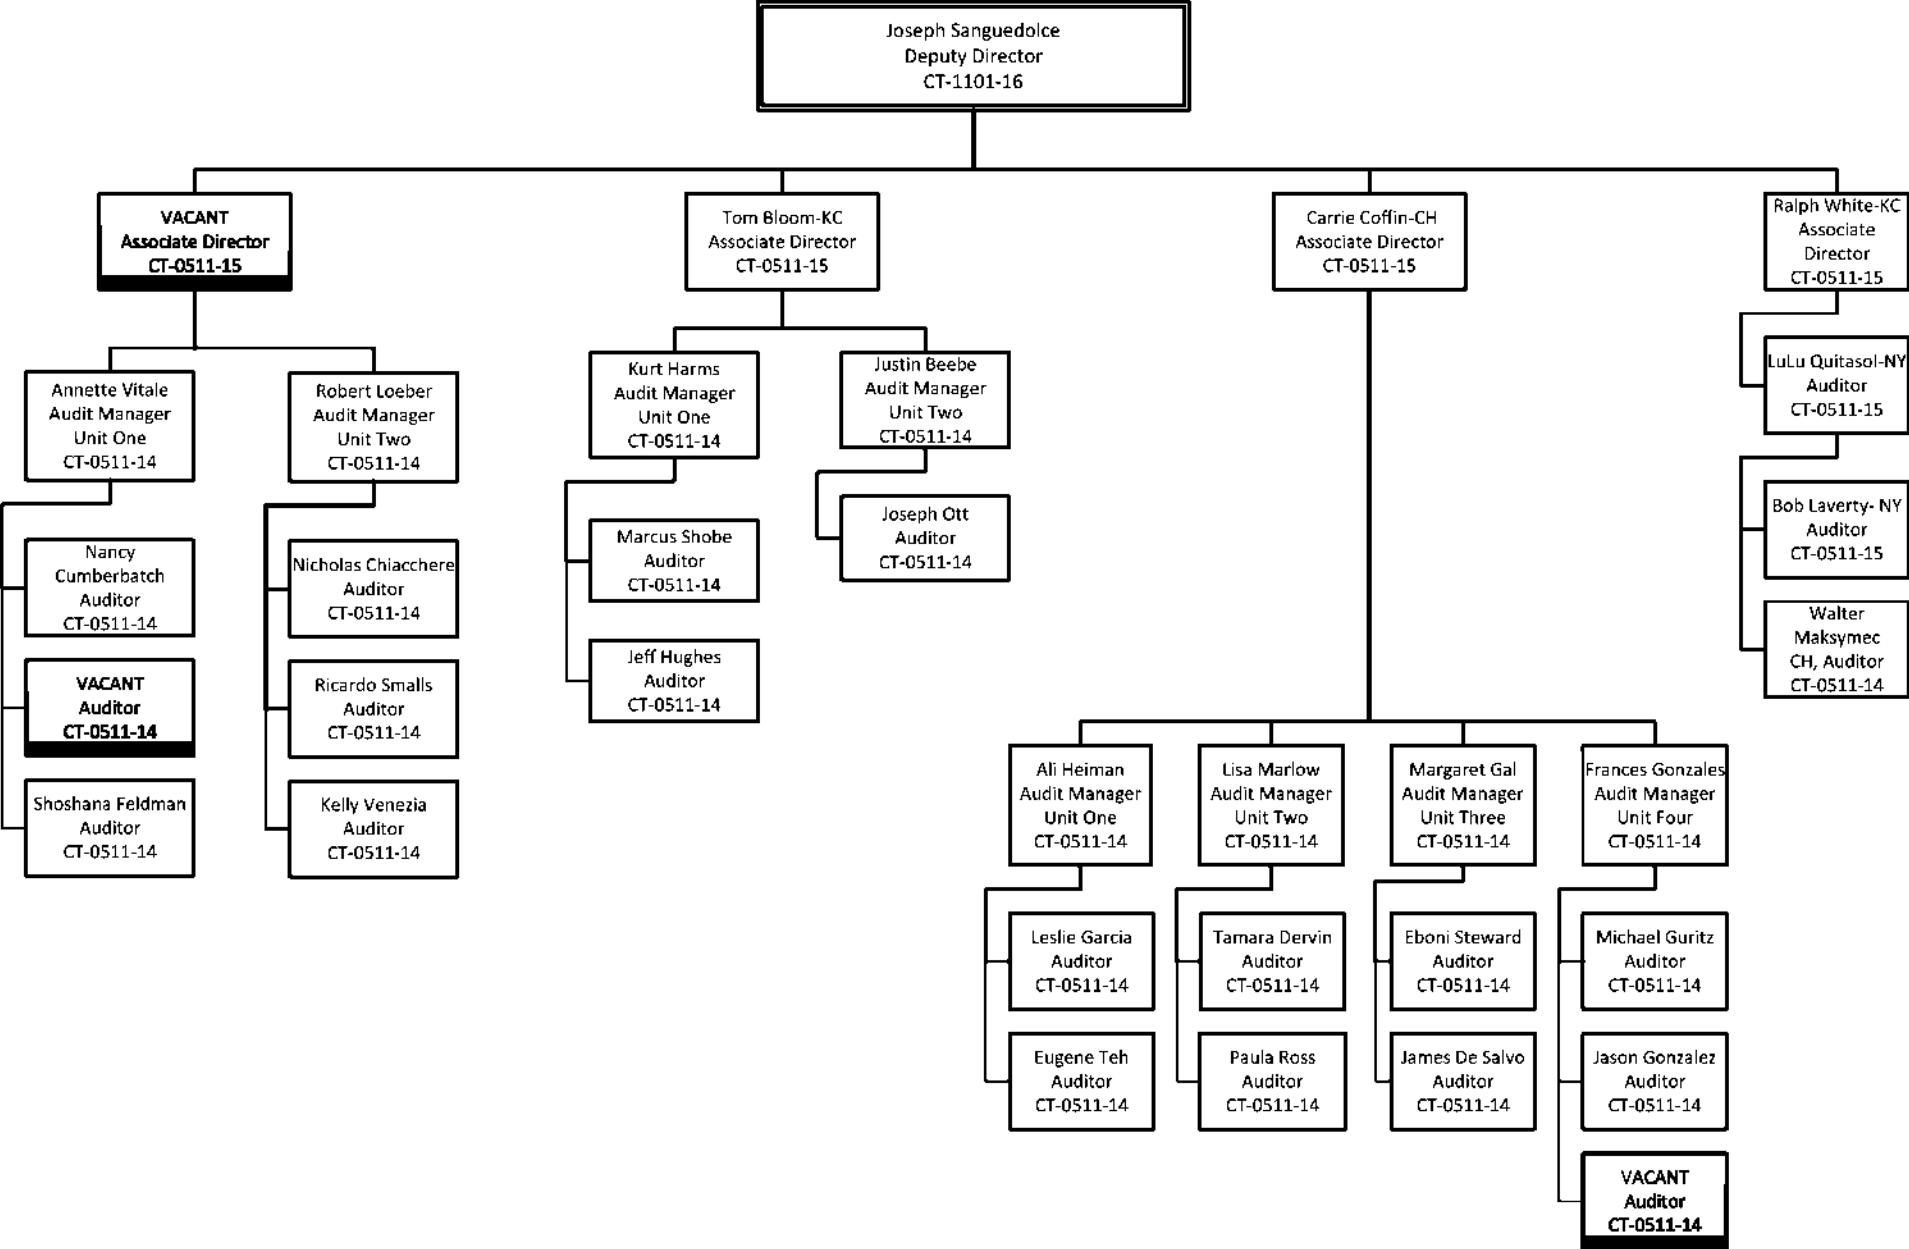 Joseph Sanguedolce
Deputy Director
CT-1101-16
VACANT
Associate Director
CT-0511-15
Tom Bloom-KC
Associate Director
CT-0511-15
Carrie Coffin-CH
Associate Director
CT-0511-15
Ralph White-KC
Associate
Director
CT-0511-15
Annette Vitale
Audit Manager
Unit One
CT-0511-14
Robert Loeber
Audit Manager
Unit Two
CT-0511-14
Kurt Harms
Audit Manager
Unit One
CT-0511-14
Justin Beebe
Audit Manager
Unit Two
CT-0511-14
LuLu Quitasol-NY
Auditor
CT-0511-15
Nancy
Cumberbatch
Auditor
CT-0511-14
Nicholas Chiacchere
Auditor
CT-0511-14
Marcus Shobe
Auditor
CT-0511-14
Joseph Ott
Auditor
CT-0511-14
Bob Laverty- NY
Auditor
CT-0511-15
VACANT
Auditor
CT-0511-14
Ricardo Smalls
Auditor
CT-0511-14
Jeff Hughes
Auditor
CT-0511-14
Walter
Maksymec
CH, Auditor
CT-0511-14
Shoshana Feldman
Auditor
CT-0511-14
Kelly Venezia
Auditor
CT-0511-14
Ali Heiman
Audit Manager
Unit One
CT-0511-14
Lisa Marlow
Audit Manager
Unit Two
CT-0511-14
Margaret Gal
Audit Manager
Unit Three
CT-0511-14
Frances Gonzales
Audit Manager
Unit Four
CT-0511-14
Leslie Garcia
Auditor
CT-0511-14
Tamara Dervin
Auditor
CT-0511-14
Eboni Steward
Auditor
CT-0511-14
Michael Guritz
Auditor
CT-0511-14
Eugene Teh
Auditor
CT-0511-14
Paula Ross
Auditor
CT-0511-14
James De Salvo
Auditor
CT-0511-14
Jason Gonzalez
Auditor
CT-0511-14
VACANT
Auditor
CT-0511-14